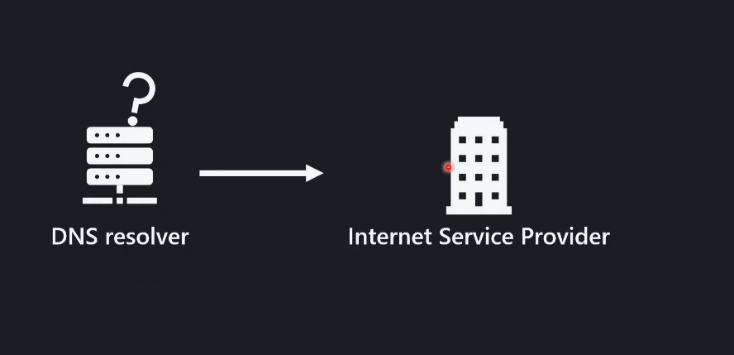 ?
DNS resolver
Internet Service Provider